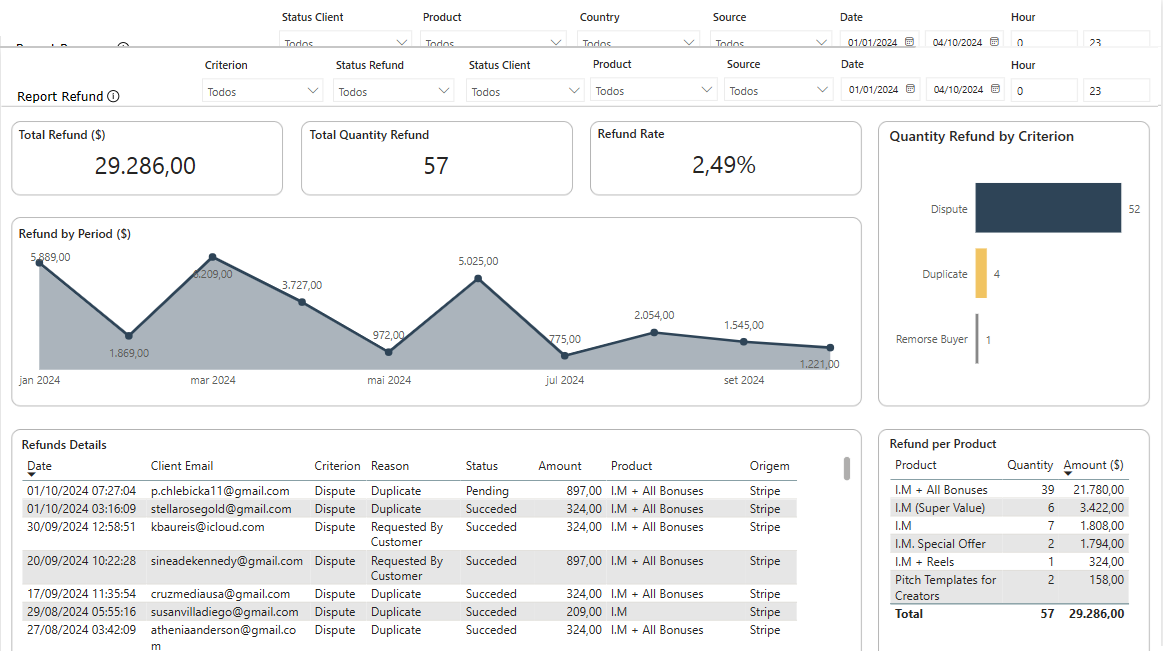 Status Client Product Country Source Date Hour
Todos Todos Todos Todos 01/01/2024 04/10/2024 0 23
Criterion Status Refund Status Client Product Source Date Hour
Report Refund Todos Todos Todos Todos Todos 01/01/2024 04/10/2024 0 23
Total Refund ($)
29.286,00
Total Quantity Refund
57
Refund Rate
2,49%
Quantity Refund by Criterion
Dispute 52
Duplicate 4
Remorse Buyer 1
Refund by Period ($)
5.889,00
1.869,00
6.209,00
3.727,00
972,00
5.025,00
775,00
2.054,00
1.545,00
1.221,00
jan 2024 mar 2024 mai 2024 jul 2024 set 2024
Refunds Details
Date Client Email Criterion Reason Status Amount Product Origem
01/10/2024 07:27:04 p.chlebicka11@gmail.com Dispute Duplicate Pending 897,00 I.M + All Bonuses Stripe
01/10/2024 03:16:09 stellarosegold@gmail.com Dispute Duplicate Succeded 324,00 I.M + All Bonuses Stripe
30/09/2024 12:58:51 kbaureis@icloud.com Dispute Requested By Succeded 324,00 I.M + All Bonuses Stripe
Customer
20/09/2024 10:22:28 sineadekennedy@gmail.com Dispute Requested By Succeded 897,00 I.M + All Bonuses Stripe
Customer
17/09/2024 11:35:54 cruzmediausa@gmail.com Dispute Duplicate Succeded 324,00 I.M + All Bonuses Stripe
29/08/2024 05:55:16 susanvilladiego@gmail.com Dispute Duplicate Succeded 209,00 I.M Stripe
27/08/2024 03:42:09 atheniaanderson@gmail.co Dispute Duplicate Succeded 324,00 I.M + All Bonuses Stripe
m
Refund per Product
Product Quantity Amount ($)
I.M + All Bonuses 39 21.780,00
I.M (Super Value) 6 3.422,00
I.M 7 1.808,00
I.M. Special Offer 2 1.794,00
I.M + Reels 1 324,00
Pitch Templates for 2 158,00
Creators
Total 57 29.286,00